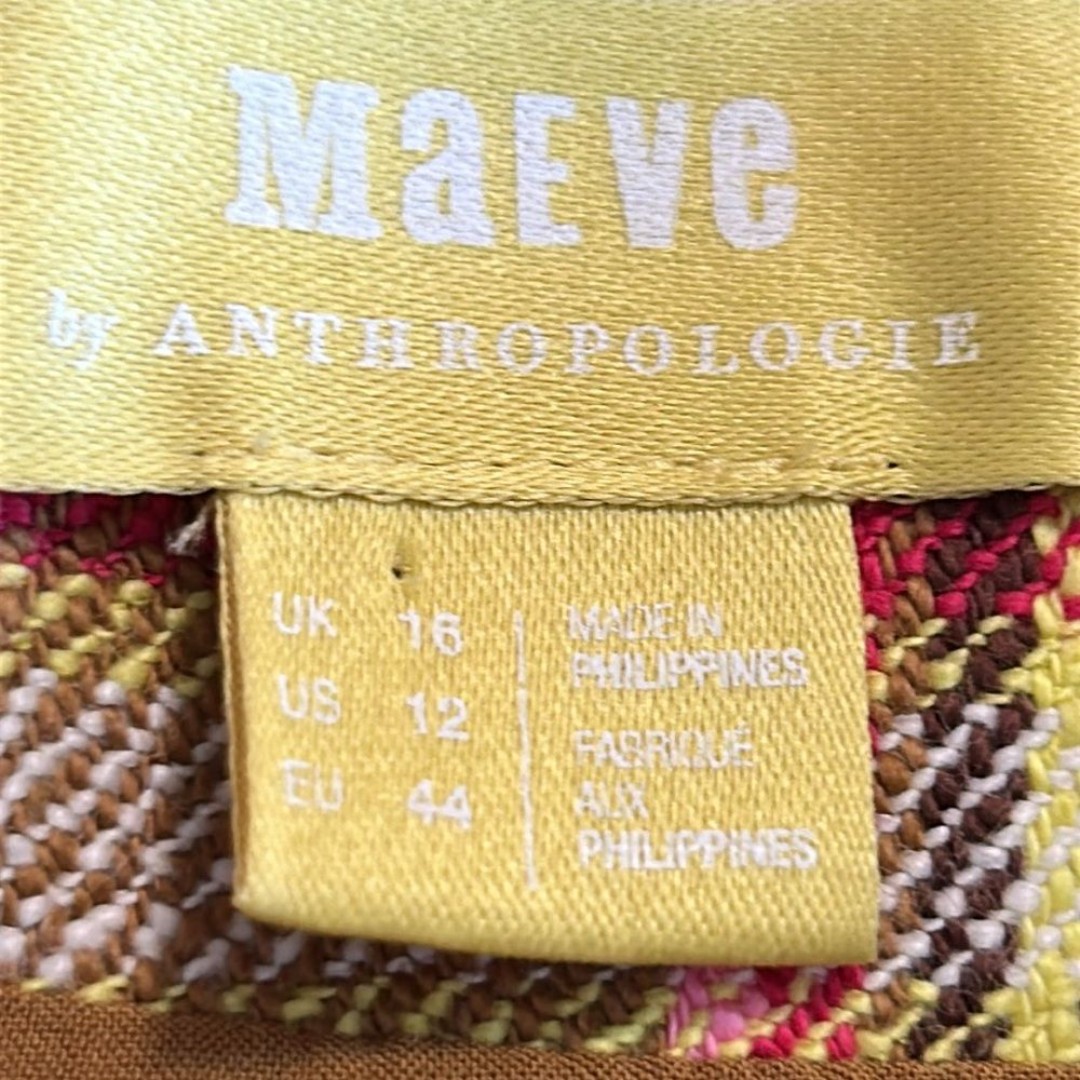 MaEVe
by ANTHROPOLOGIE
UK 16
US 12
EU 44
MADE IN
PHILIPPINES
FABRIQUÉ
AUX
PHILIPPINES